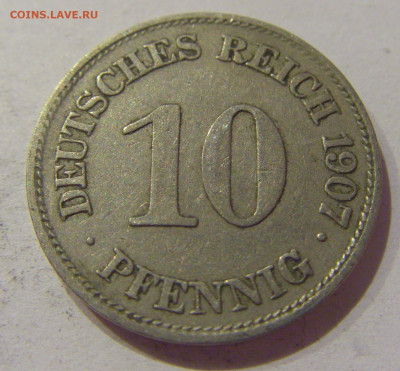 COINS.LAVE.RU
DEUTSCHES REICH 1907
10
· PFENNIG ·